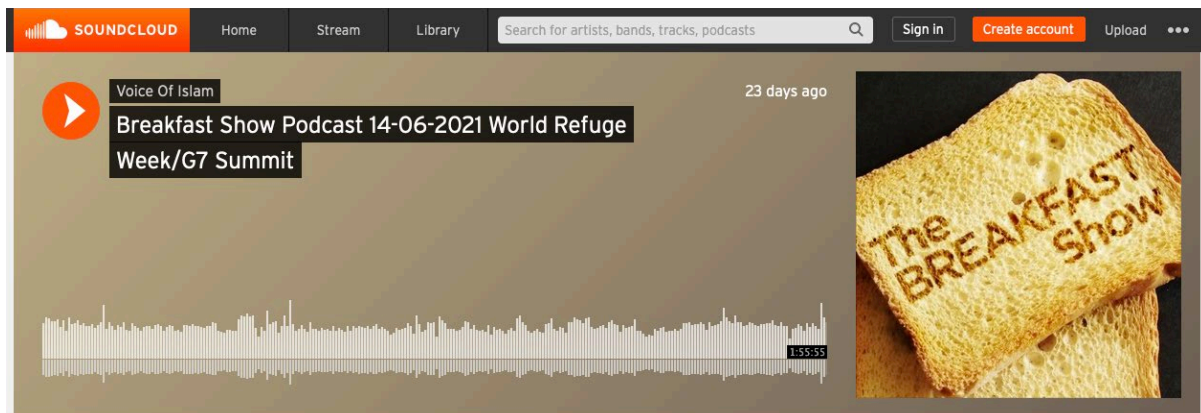 SOUNDCLOUD
Home
Stream
Library
Search for artists, bands, tracks, podcasts
Sign in
Create account
Upload
Voice Of Islam
23 days ago
Breakfast Show Podcast 14-06-2021 World Refuge
Week/G7 Summit
1:55:55
The
BREAKFAST
Show